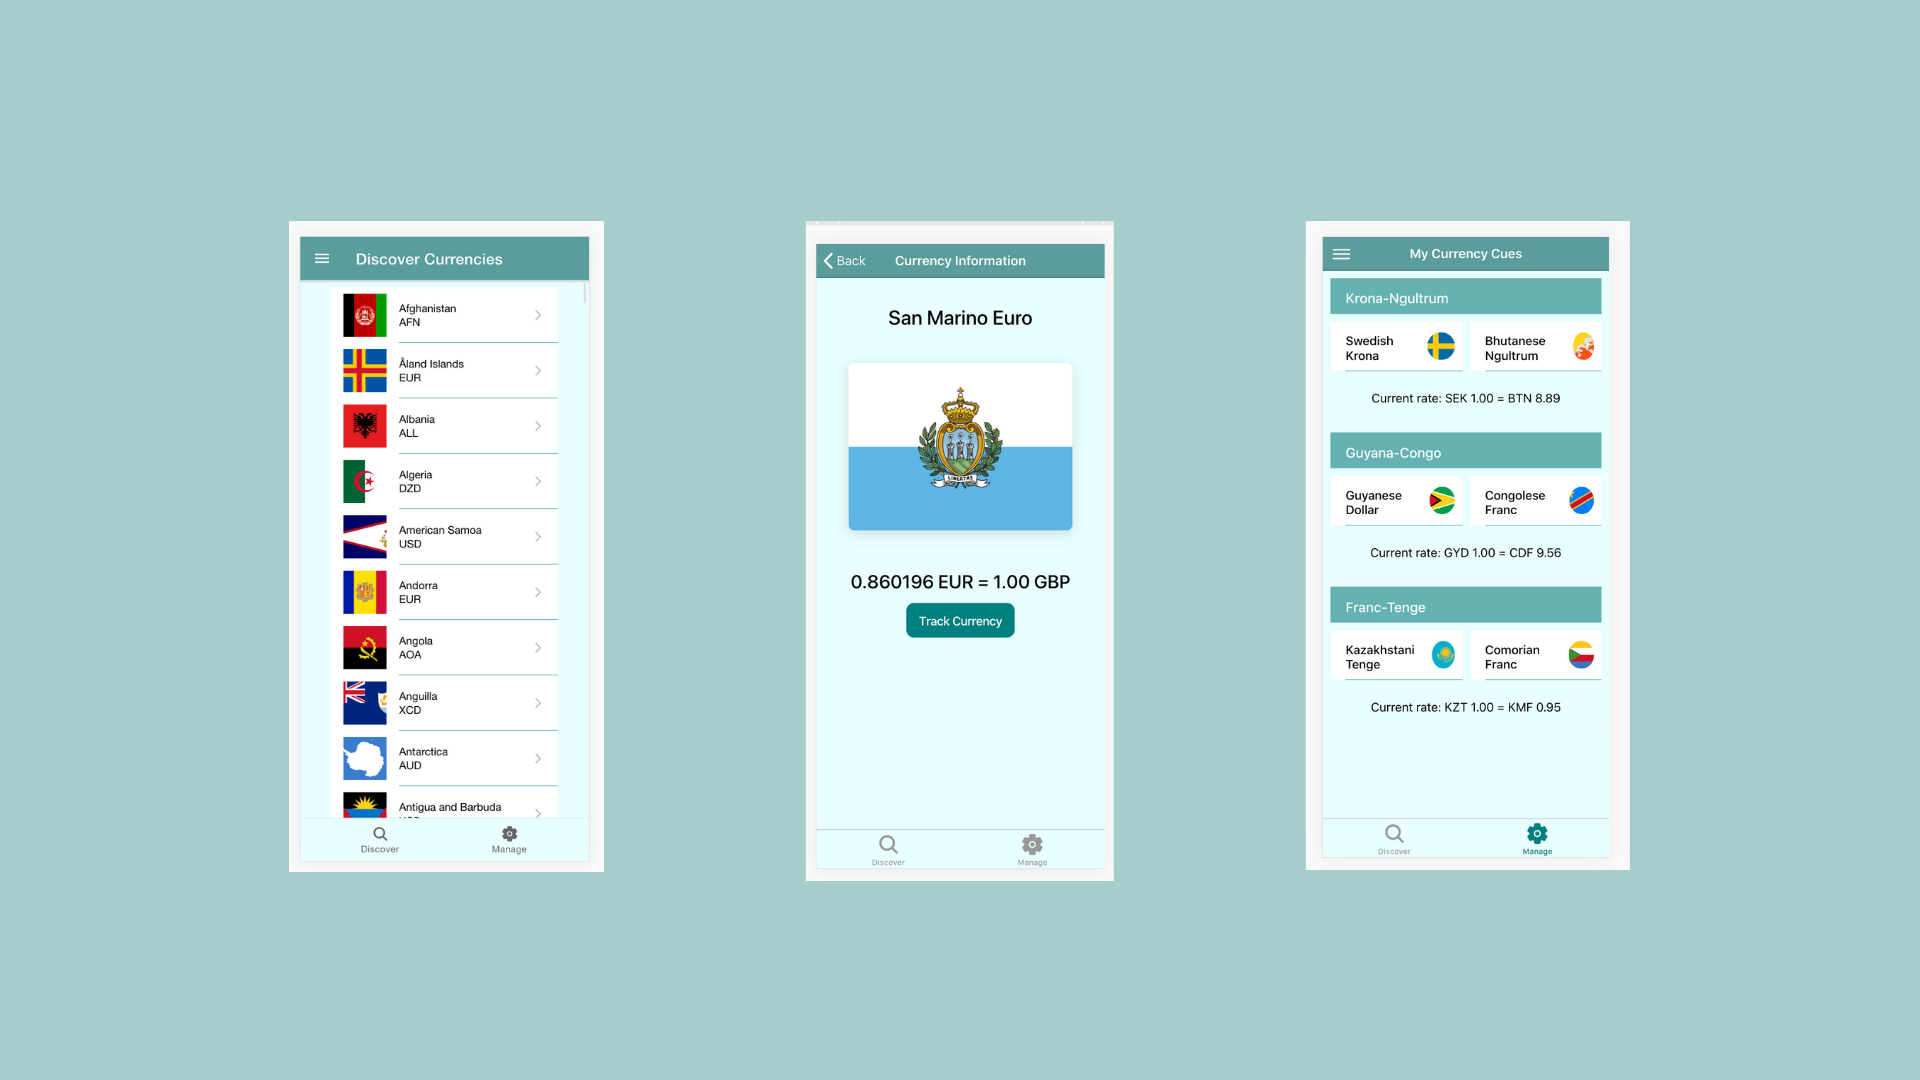 Discover Currencies
Afghanistan
AFN
Åland Islands
EUR
Albania
ALL
Algeria
DZD
American Samoa
USD
Andorra
EUR
Angola
AOA
Anguilla
XCD
Antarctica
AUD
Antigua and Barbuda
Discover
Manage
Back
Currency Information
San Marino Euro
LIBERTAS
0.860196 EUR = 1.00 GBP
Track Currency
Discover
Manage
My Currency Cues
Krona-Ngultrum
Swedish
Krona
Bhutanese
Ngultrum
Current rate: SEK 1.00 = BTN 8.89
Guyana-Congo
Guyanese
Dollar
Congolese
Franc
Current rate: GYD 1.00 = CDF 9.56
Franc-Tenge
Kazakhstani
Tenge
Comorian
Franc
Current rate: KZT 1.00 = KMF 0.95
Discover
Manage